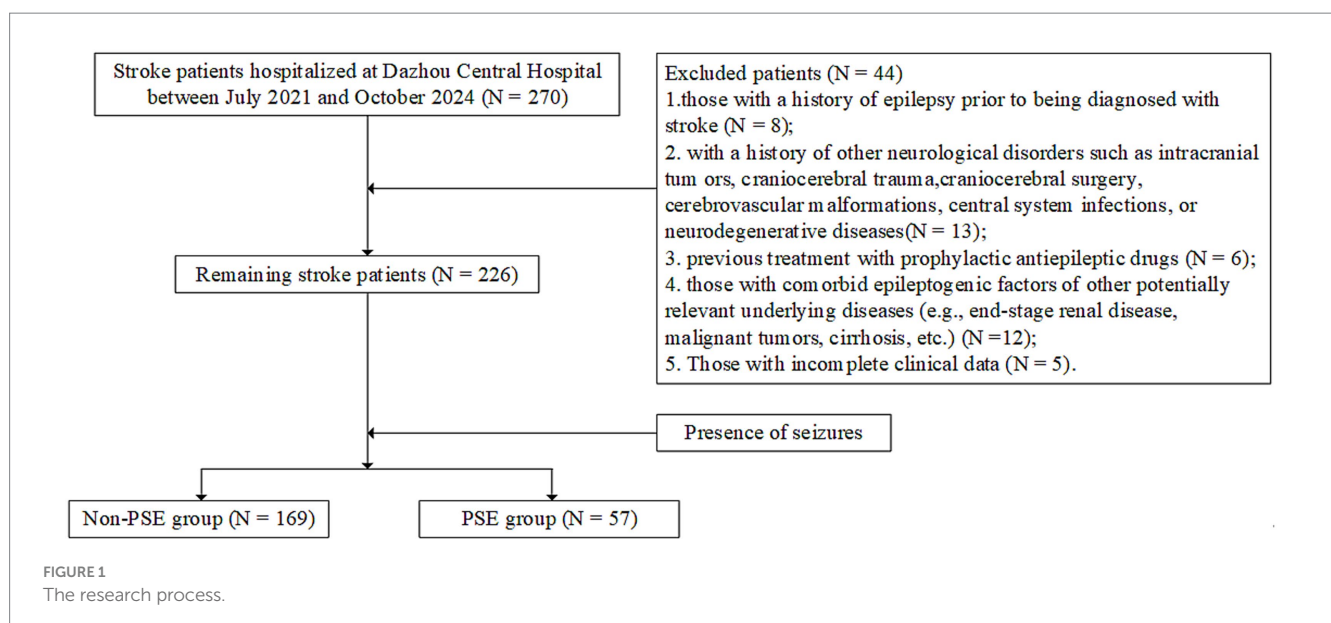 Stroke patients hospitalized at Dazhou Central Hospital
between July 2021 and October 2024 (N = 270)
Excluded patients (N = 44)
1.those with a history of epilepsy prior to being diagnosed with
stroke (N = 8);
2. with a history of other neurological disorders such as intracranial
tum ors, craniocerebral trauma,craniocerebral surgery,
cerebrovascular malformations, central system infections, or
neurodegenerative diseases(N = 13);
3. previous treatment with prophylactic antiepileptic drugs (N = 6);
4. those with comorbid epileptogenic factors of other potentially
relevant underlying diseases (e.g., end-stage renal disease,
malignant tumors, cirrhosis, etc.) (N =12);
5. Those with incomplete clinical data (N = 5).
Remaining stroke patients (N = 226)
Presence of seizures
Non-PSE group (N = 169)
PSE group (N = 57)
FIGURE 1
The research process.